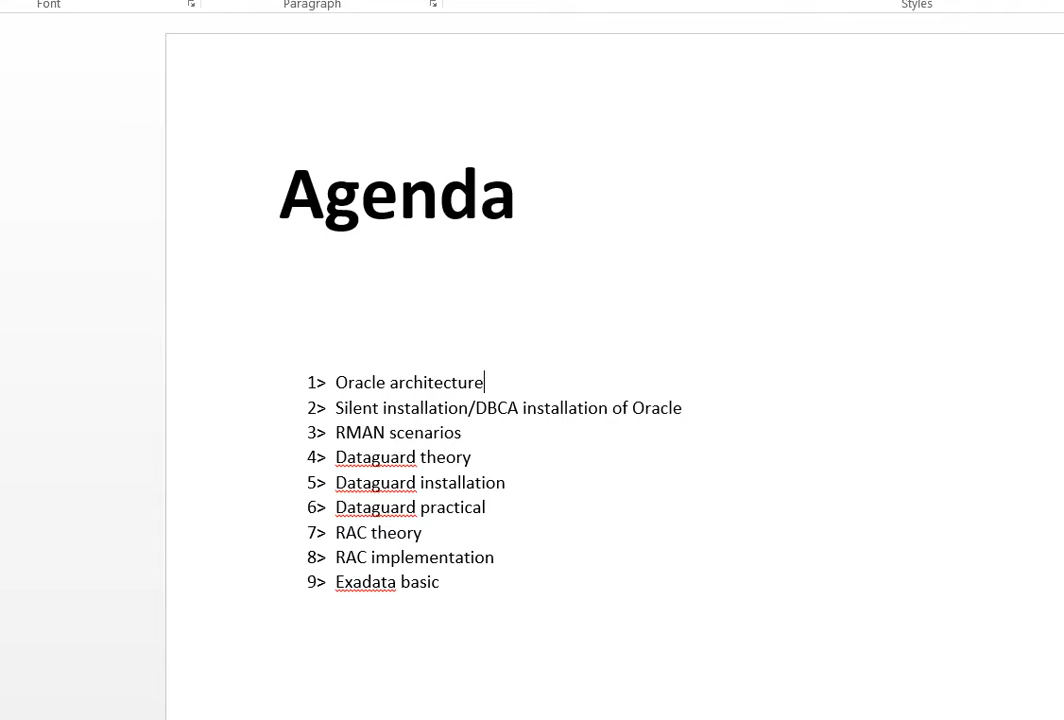 Font Paragraph Styles
Agenda
1> Oracle architecture
2> Silent installation/DBCA installation of Oracle
3> RMAN scenarios
4> Dataguard theory
5> Dataguard installation
6> Dataguard practical
7> RAC theory
8> RAC implementation
9> Exadata basic